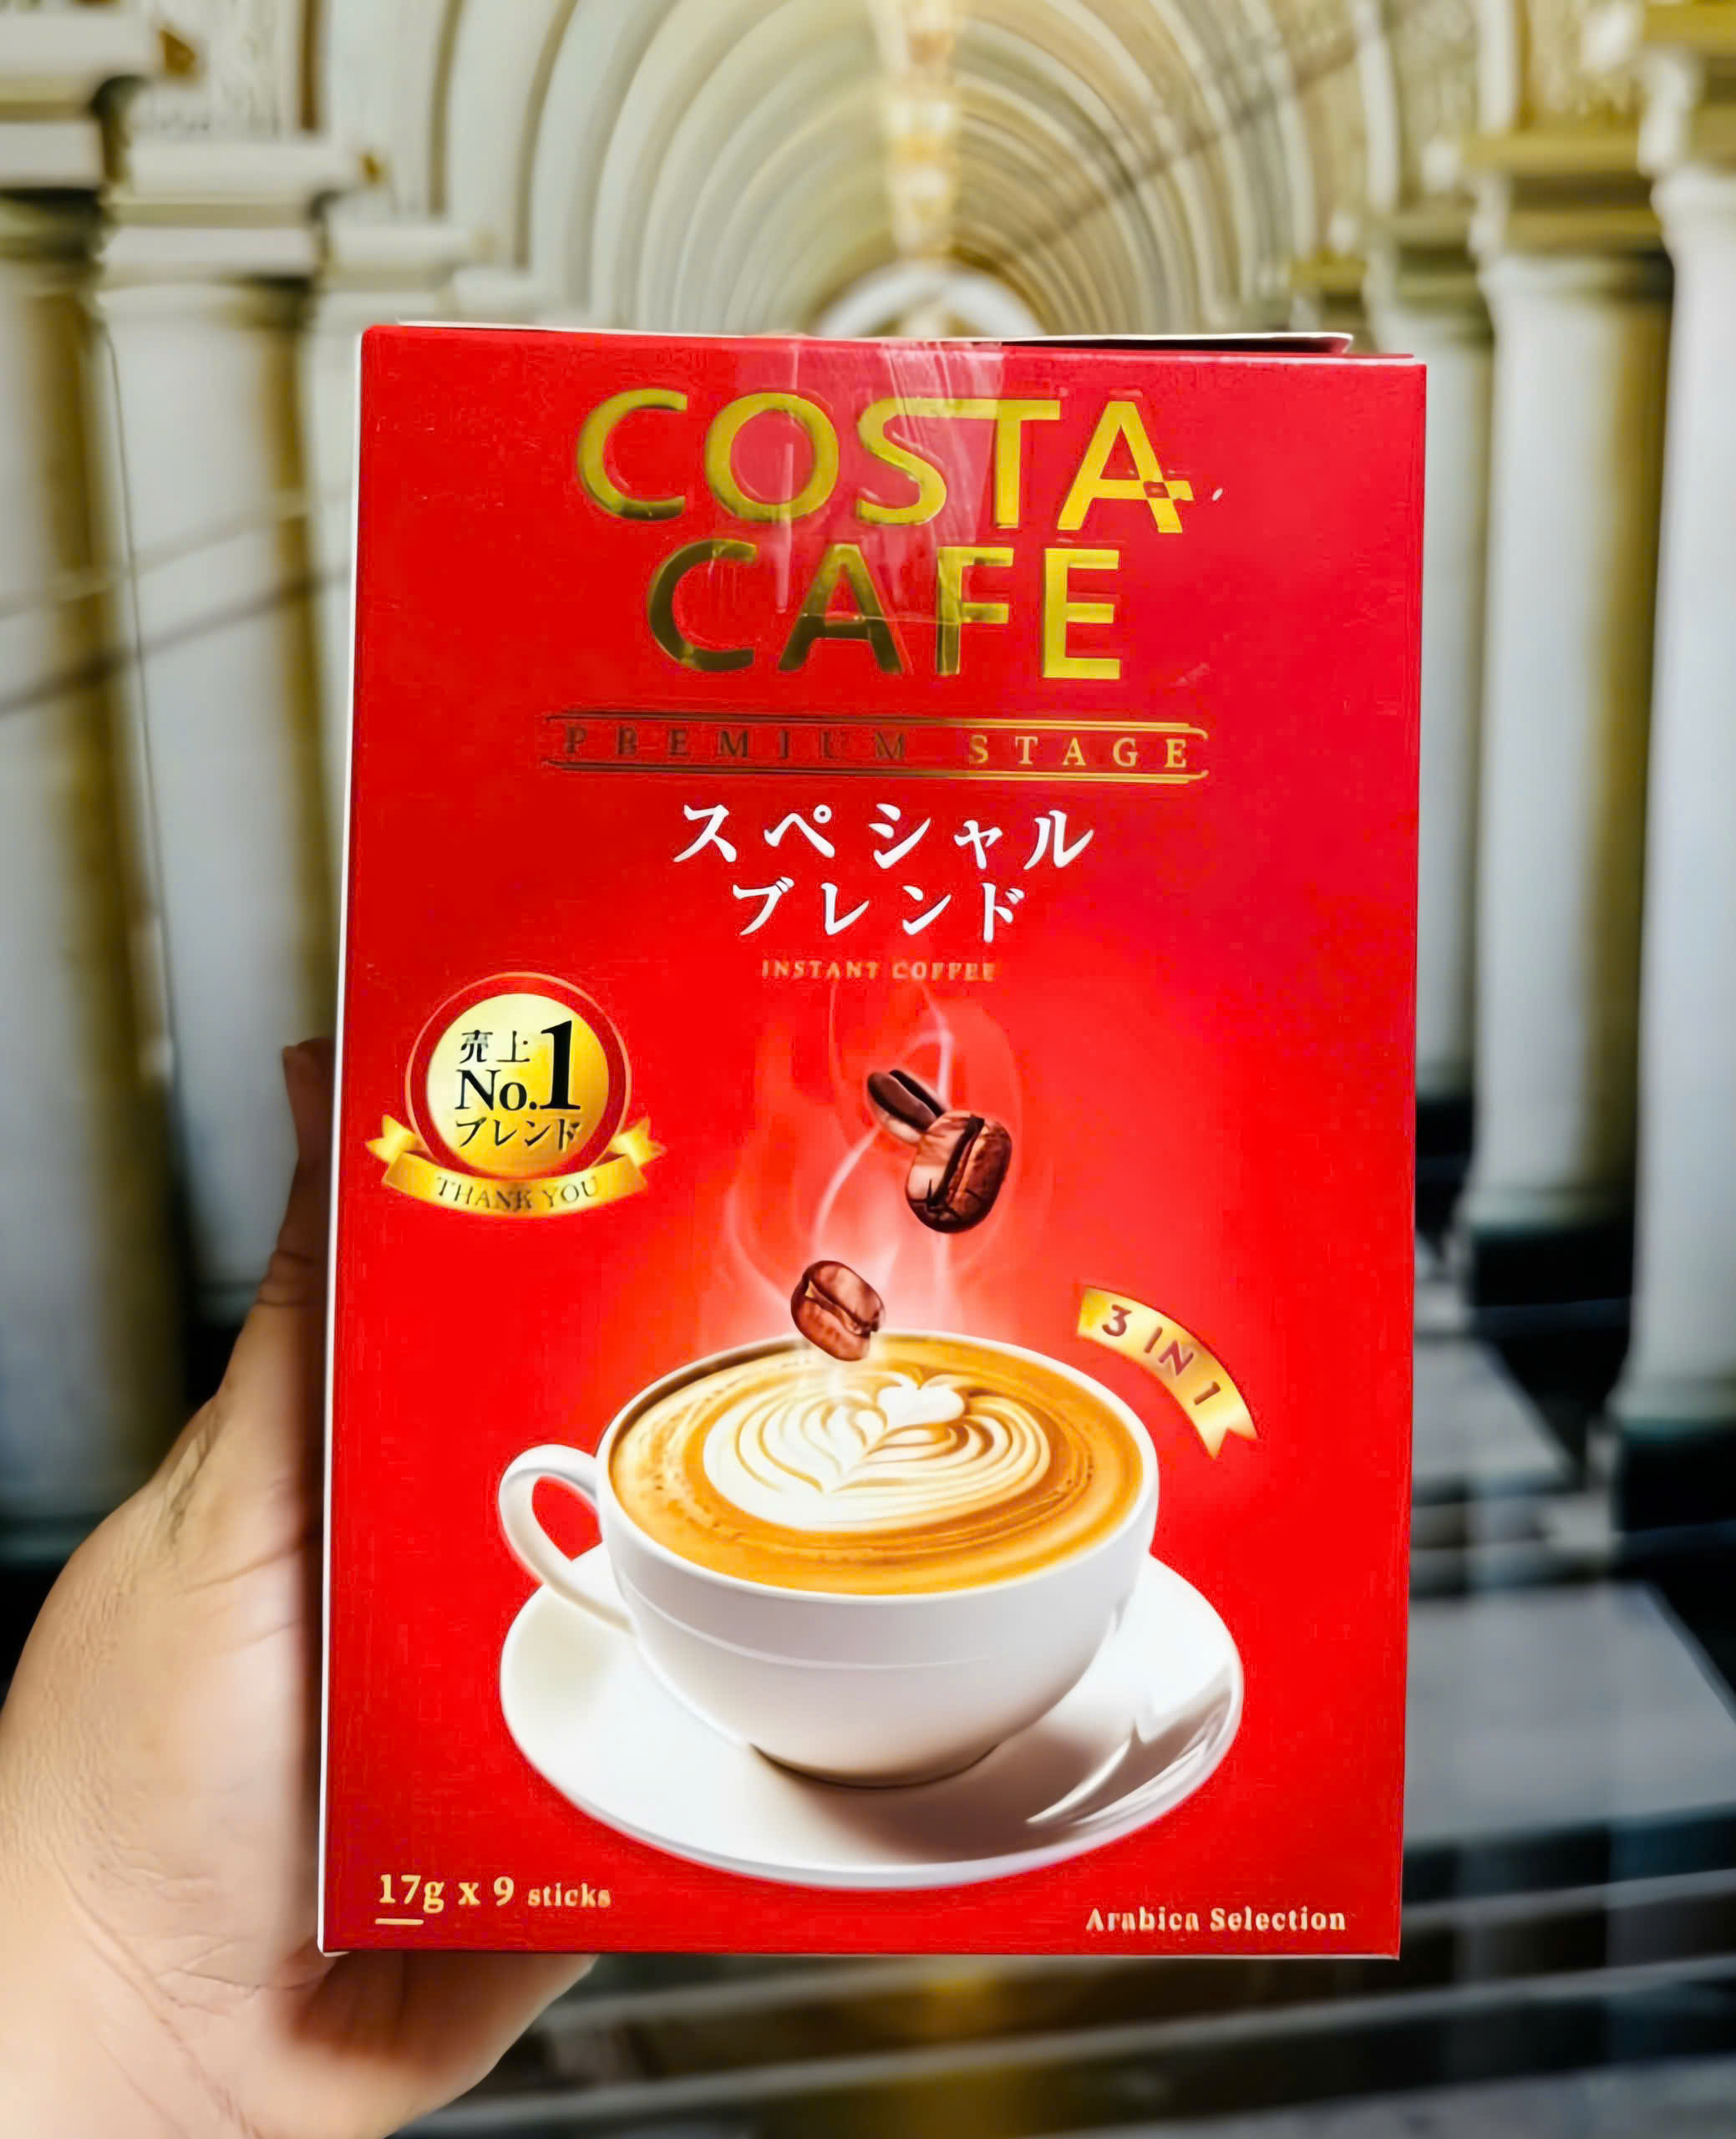 COSTA
CAFE
PREMIUM STAGE
スペシャル
ブレンド
INSTANT COFFEE
売上
No.1
ブレンド
THANK YOU
3 IN 1
17g x 9 sticks
Arabica Selection